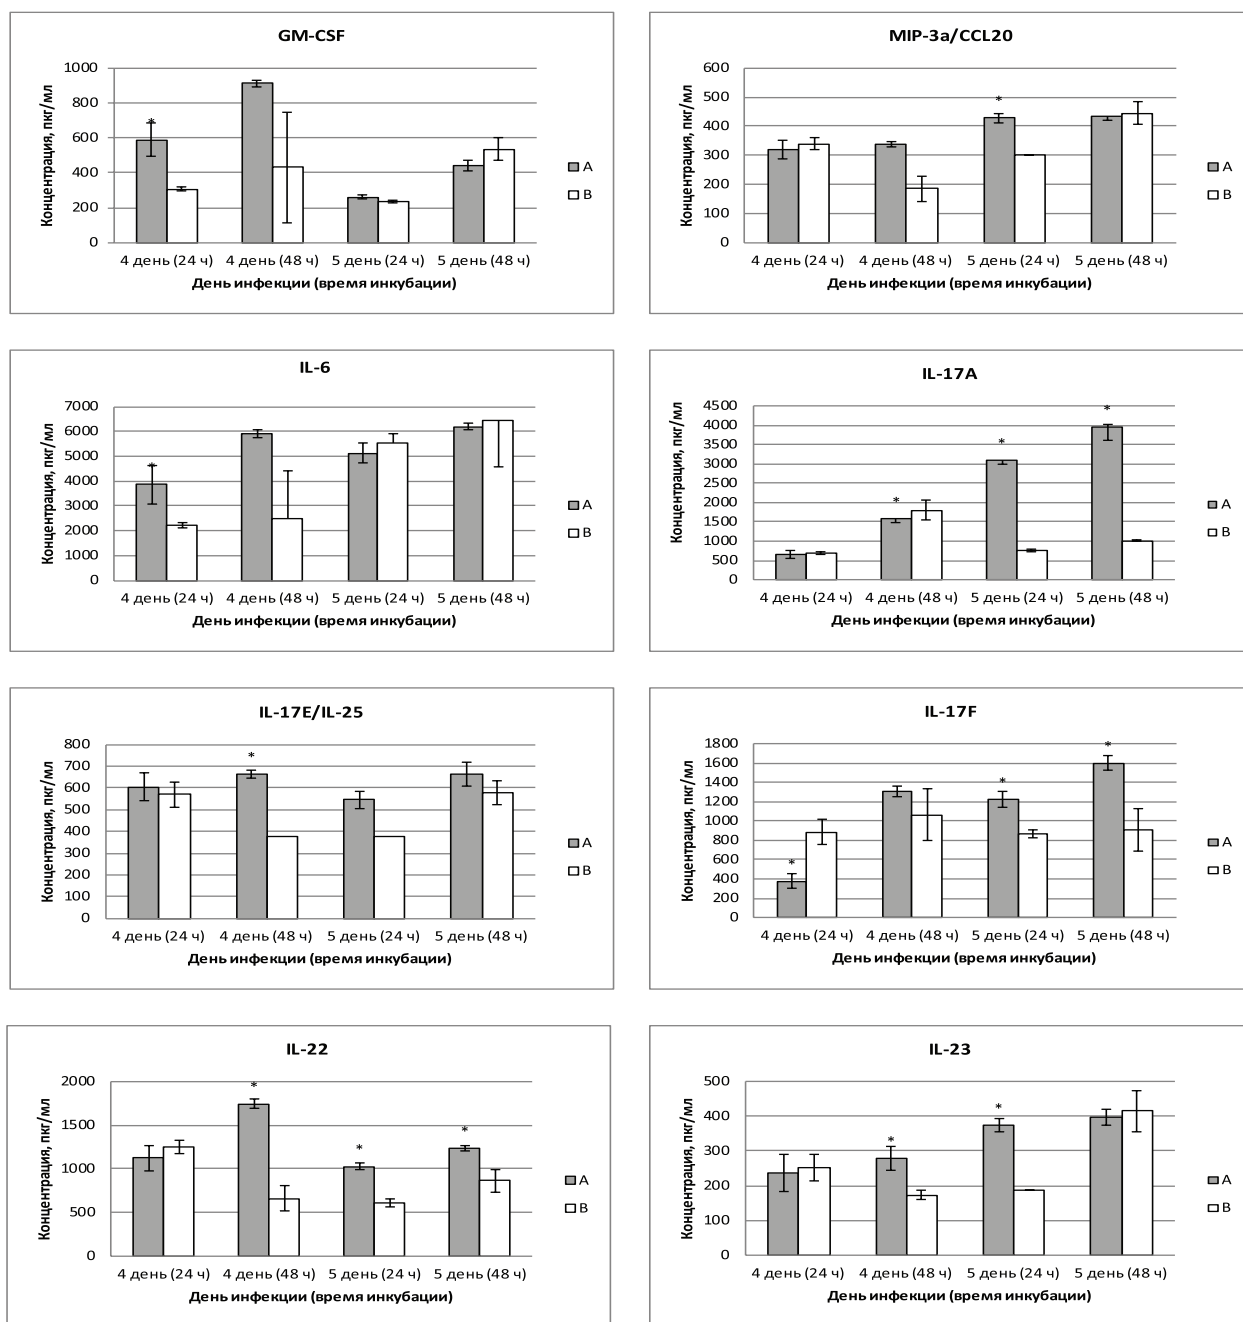 GM-CSF
Концентрация, пкг/мл
1000
800
600
400
200
0
4 день (24 ч) 4 день (48 ч) 5 день (24 ч) 5 день (48 ч)
День инфекции (время инкубации)
*
A
B
MIP-3a/CCL20
Концентрация, пкг/мл
600
500
400
300
200
100
0
4 день (24 ч) 4 день (48 ч) 5 день (24 ч) 5 день (48 ч)
День инфекции (время инкубации)
*
A
B
IL-6
Концентрация, пкг/мл
7000
6000
5000
4000
3000
2000
1000
0
4 день (24 ч) 4 день (48 ч) 5 день (24 ч) 5 день (48 ч)
День инфекции (время инкубации)
*
A
B
IL-17A
Концентрация, пкг/мл
4500
4000
3500
3000
2500
2000
1500
1000
500
0
4 день (24 ч) 4 день (48 ч) 5 день (24 ч) 5 день (48 ч)
День инфекции (время инкубации)
* * *
A
B
IL-17E/IL-25
Концентрация, пкг/мл
800
700
600
500
400
300
200
100
0
4 день (24 ч) 4 день (48 ч) 5 день (24 ч) 5 день (48 ч)
День инфекции (время инкубации)
*
A
B
IL-17F
Концентрация, пкг/мл
1800
1600
1400
1200
1000
800
600
400
200
0
4 день (24 ч) 4 день (48 ч) 5 день (24 ч) 5 день (48 ч)
День инфекции (время инкубации)
* * *
A
B
IL-22
Концентрация, пкг/мл
2000
1500
1000
500
0
4 день (24 ч) 4 день (48 ч) 5 день (24 ч) 5 день (48 ч)
День инфекции (время инкубации)
* * *
A
B
IL-23
Концентрация, пкг/мл
500
400
300
200
100
0
4 день (24 ч) 4 день (48 ч) 5 день (24 ч) 5 день (48 ч)
День инфекции (время инкубации)
* *
A
B